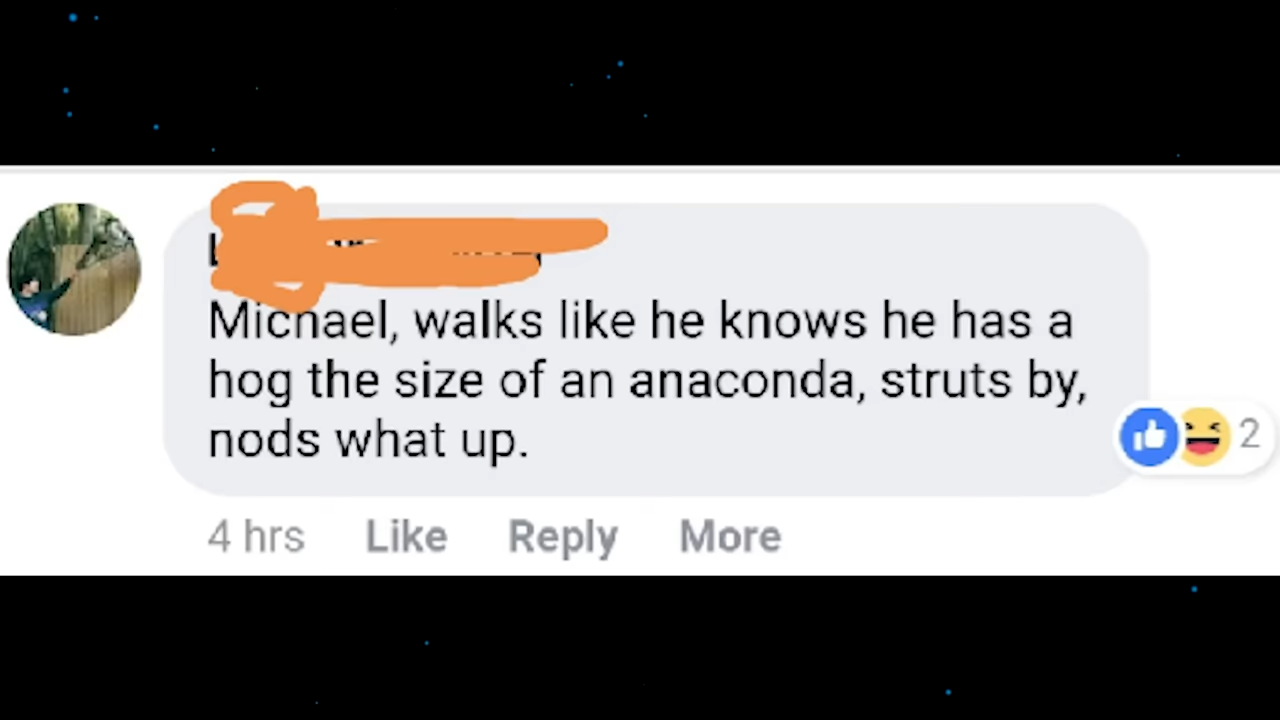 Michael, walks like he knows he has a
hog the size of an anaconda, struts by,
nods what up.
2
4 hrs Like Reply More